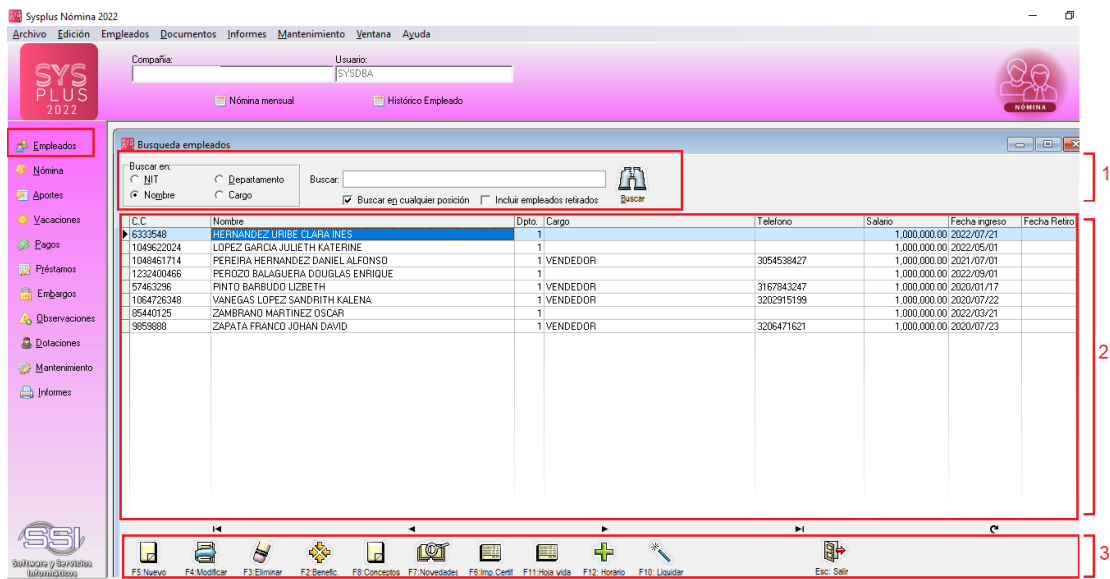 Sysplus Nómina 2022
Archivo Edición Empleados Documentos Informes Mantenimiento Ventana Ayuda
SYS
PLUS
2022
Compañia:
Usuario:
SYSDBA
Nómina mensual
Histórico Empleado
NÓMINA
Empleados
Nómina
Aportes
Vacaciones
Pagos
Préstamos
Embargos
Observaciones
Dotaciones
Mantenimiento
Informes
SSI
Software y Servicios
Informáticos
Busqueda empleados
Buscar en:
NIT
Departamento
Nombre
Cargo
Buscar:
Buscar en cualquier posición
Incluir empleados retirados
Buscar
1
C.C Nombre Dpto. Cargo Telefono Salario Fecha ingreso Fecha Retiro
6333548 HERNANDEZ URIBE CLARA INES 1 1,000,000.00 2022/07/21
1049622024 LOPEZ GARCIA JULIETH KATERINE 1 1,000,000.00 2022/05/01
1048461714 PEREIRA HERNANDEZ DANIEL ALFONSO 1 VENDEDOR 3054538427 1,000,000.00 2021/07/01
1232400466 PEROZO BALAGUERA DOUGLAS ENRIQUE 1 1,000,000.00 2022/09/01
57463296 PINTO BARBUDO LIZBETH 1 VENDEDOR 3167843247 1,000,000.00 2020/01/17
1064726348 VANEGAS LOPEZ SANDRITH KALENA 1 VENDEDOR 3202915199 1,000,000.00 2020/07/22
85440125 ZAMBRANO MARTINEZ OSCAR 1 1,000,000.00 2022/03/21
9859888 ZAPATA FRANCO JOHAN DAVID 1 VENDEDOR 3206471621 1,000,000.00 2020/07/23
2
F5:Nuevo F4:Modificar F3:Eliminar F2:Benefic. F8:Conceptos F7:Novedades F6:Imp.Certif F11:Hoja vida F12: Horario F10: Liquidar Esc: Salir
3